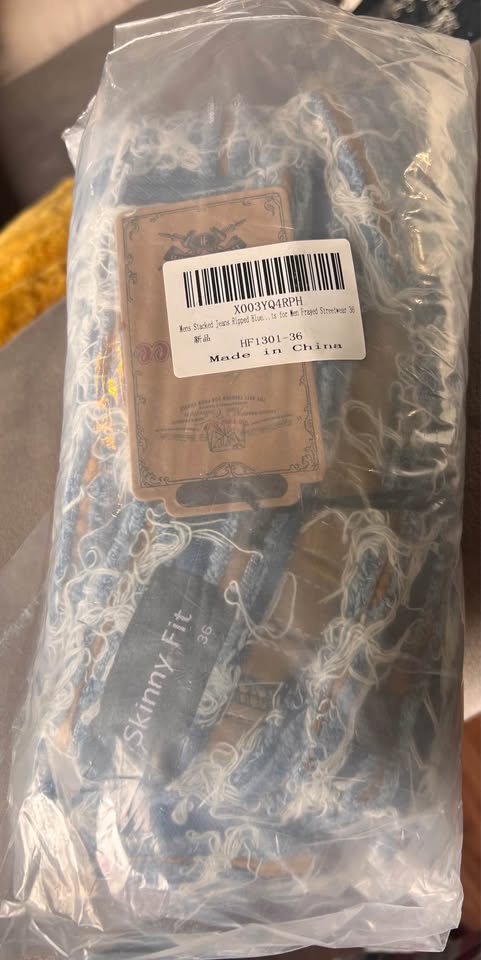 X003YQ4RPH
Mens Stacked Jeans Ripped Blue...ts for Men Frayed Streetwear 36
新品
HF1301-36
Made in China
Skinny Fit
36